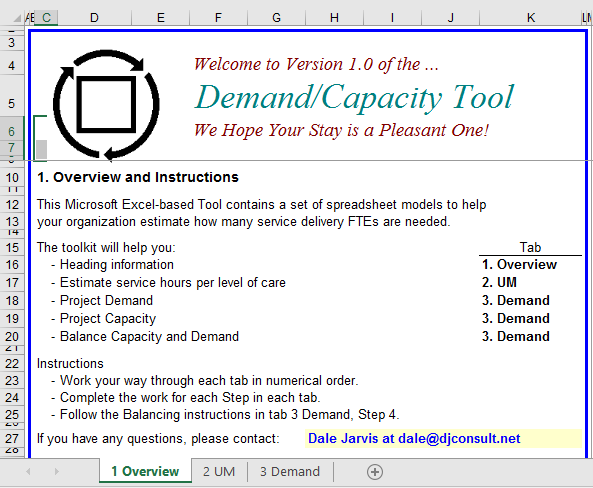 C D E F G H I J K
3
4 Welcome to Version 1.0 of the ...
5 Demand/Capacity Tool
6 We Hope Your Stay is a Pleasant One!
7
10 1. Overview and Instructions
12 This Microsoft Excel-based Tool contains a set of spreadsheet models to help
13 your organization estimate how many service delivery FTEs are needed.
15 The toolkit will help you: Tab
16 - Heading information 1. Overview
17 - Estimate service hours per level of care 2. UM
18 - Project Demand 3. Demand
19 - Project Capacity 3. Demand
20 - Balance Capacity and Demand 3. Demand
22 Instructions
23 - Work your way through each tab in numerical order.
24 - Complete the work for each Step in each tab.
25 - Follow the Balancing instructions in tab 3 Demand, Step 4.
27 If you have any questions, please contact: Dale Jarvis at dale@djconsult.net
1 Overview 2 UM 3 Demand